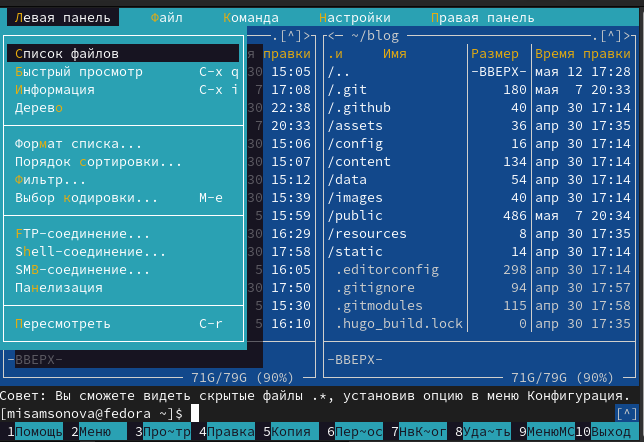 Левая панель Файл Команда Настройки Правая панель
.[^]> <─ ~/blog .[^]>
Список файлов я правки .и Имя Размер Время правки
Быстрый просмотр C-x q 30 15:05 /.. -ВВЕРХ- мая 12 17:28
Информация C-x i 7 17:08 /.git 180 мая 7 20:33
Дерево 30 22:38 /.github 40 апр 30 17:14
7 20:33 /assets 36 апр 30 17:35
Формат списка... 30 15:06 /config 16 апр 30 17:14
Порядок сортировки... 30 15:07 /content 134 апр 30 17:14
Фильтр... 30 15:12 /data 54 апр 30 17:14
Выбор кодировки... M-e 30 15:39 /images 40 апр 30 17:14
5 15:59 /public 486 мая 7 20:34
FTP-соединение... 30 16:29 /resources 8 апр 30 17:35
Shell-соединение... 30 17:58 /static 14 апр 30 17:14
SMB-соединение... 5 16:05 .editorconfig 298 апр 30 17:14
Панелизация 30 17:50 .gitignore 94 апр 30 17:57
5 15:30 .gitmodules 115 апр 30 17:58
Пересмотреть C-r 5 16:10 .hugo_build.lock 0 апр 30 17:35
-ВВЕРХ- -ВВЕРХ-
71G/79G (90%) 71G/79G (90%)
Совет: Вы сможете видеть скрытые файлы .*, установив опцию в меню Конфигурация.
[misamsonova@fedora ~]$ [^]
1Помощь 2Меню 3Про~тр 4Правка 5Копия 6Пер~ос 7НвК~ог 8Уда~ть 9МенюMC 10Выход